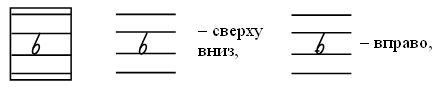 б б – сверху б – вправо,
вниз,